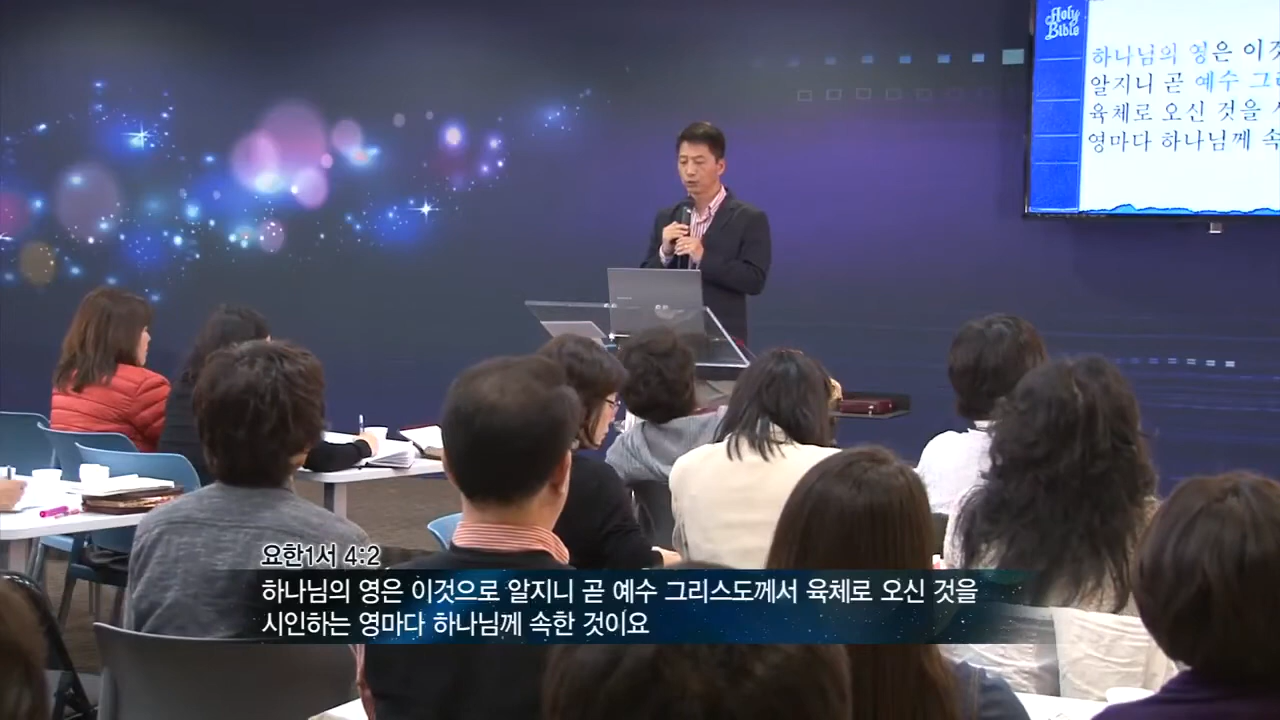 Holy
Bible
하나님의 영은 이것
알지니 곧 예수 그리
육체로 오신 것을 시
영마다 하나님께 속
요한1서 4:2
하나님의 영은 이것으로 알지니 곧 예수 그리스도께서 육체로 오신 것을
시인하는 영마다 하나님께 속한 것이요